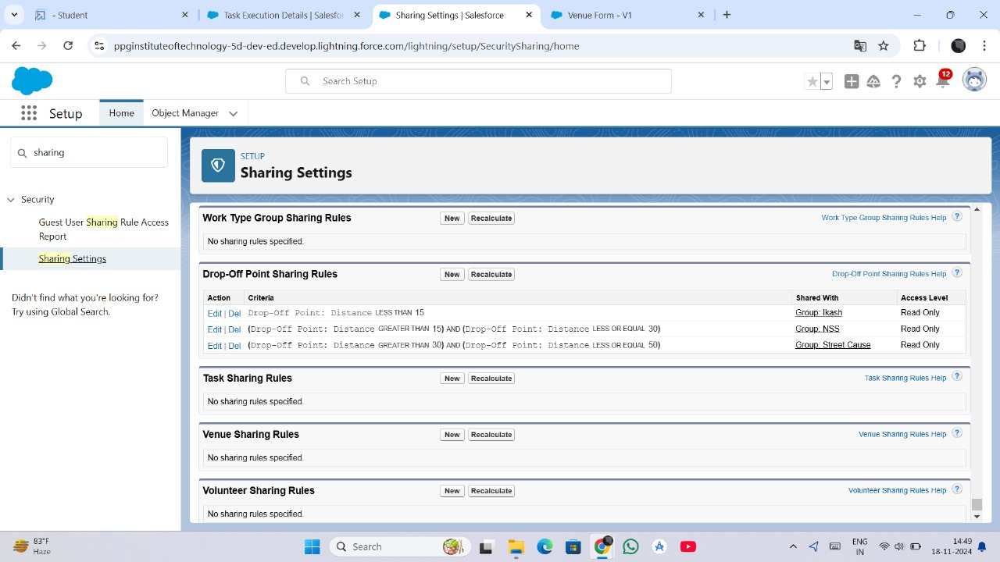 - Student
Task Execution Details | Salesfo
Sharing Settings | Salesforce
Venue Form - V1
ppginstituteoftechnology-5d-dev-ed.develop.lightning.force.com/lightning/setup/SecuritySharing/home
Search Setup
12
Setup
Home
Object Manager
sharing
Security
Guest User Sharing Rule Access
Report
Sharing Settings
Didn't find what you're looking for?
Try using Global Search.
SETUP
Sharing Settings
Work Type Group Sharing Rules New Recalculate Work Type Group Sharing Rules Help ?
No sharing rules specified.
Drop-Off Point Sharing Rules New Recalculate Drop-Off Point Sharing Rules Help ?
Action Criteria Shared With Access Level
Edit | Del Drop-Off Point: Distance LESS THAN 15 Group: Ikash Read Only
Edit | Del (Drop-Off Point: Distance GREATER THAN 15) AND (Drop-Off Point: Distance LESS OR EQUAL 30) Group: NSS Read Only
Edit | Del (Drop-Off Point: Distance GREATER THAN 30) AND (Drop-Off Point: Distance LESS OR EQUAL 50) Group: Street Cause Read Only
Task Sharing Rules New Recalculate Task Sharing Rules Help ?
No sharing rules specified.
Venue Sharing Rules New Recalculate Venue Sharing Rules Help ?
No sharing rules specified.
Volunteer Sharing Rules New Recalculate Volunteer Sharing Rules Help ?
No sharing rules specified.
83°F
Haze
Search
ENG
IN
14:49
18-11-2024